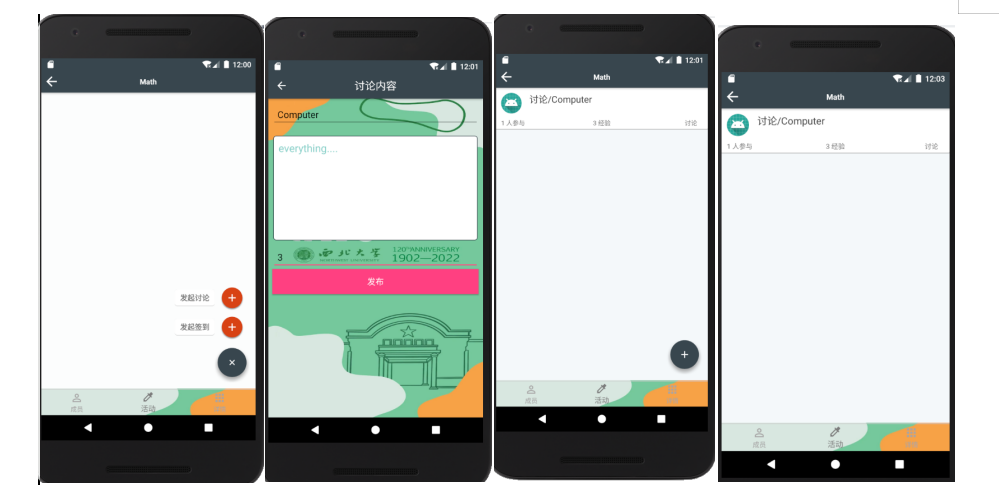 12:00
Math
发起讨论
发起签到
成员
活动
12:01
讨论内容
Computer
everything....
3
西北大学
NORTHWEST UNIVERSITY
120th ANNIVERSARY
1902—2022
发布
12:01
Math
讨论/Computer
1 人参与
3 经验
讨论
成员
活动
12:03
Math
讨论/Computer
1 人参与
3 经验
讨论
成员
活动